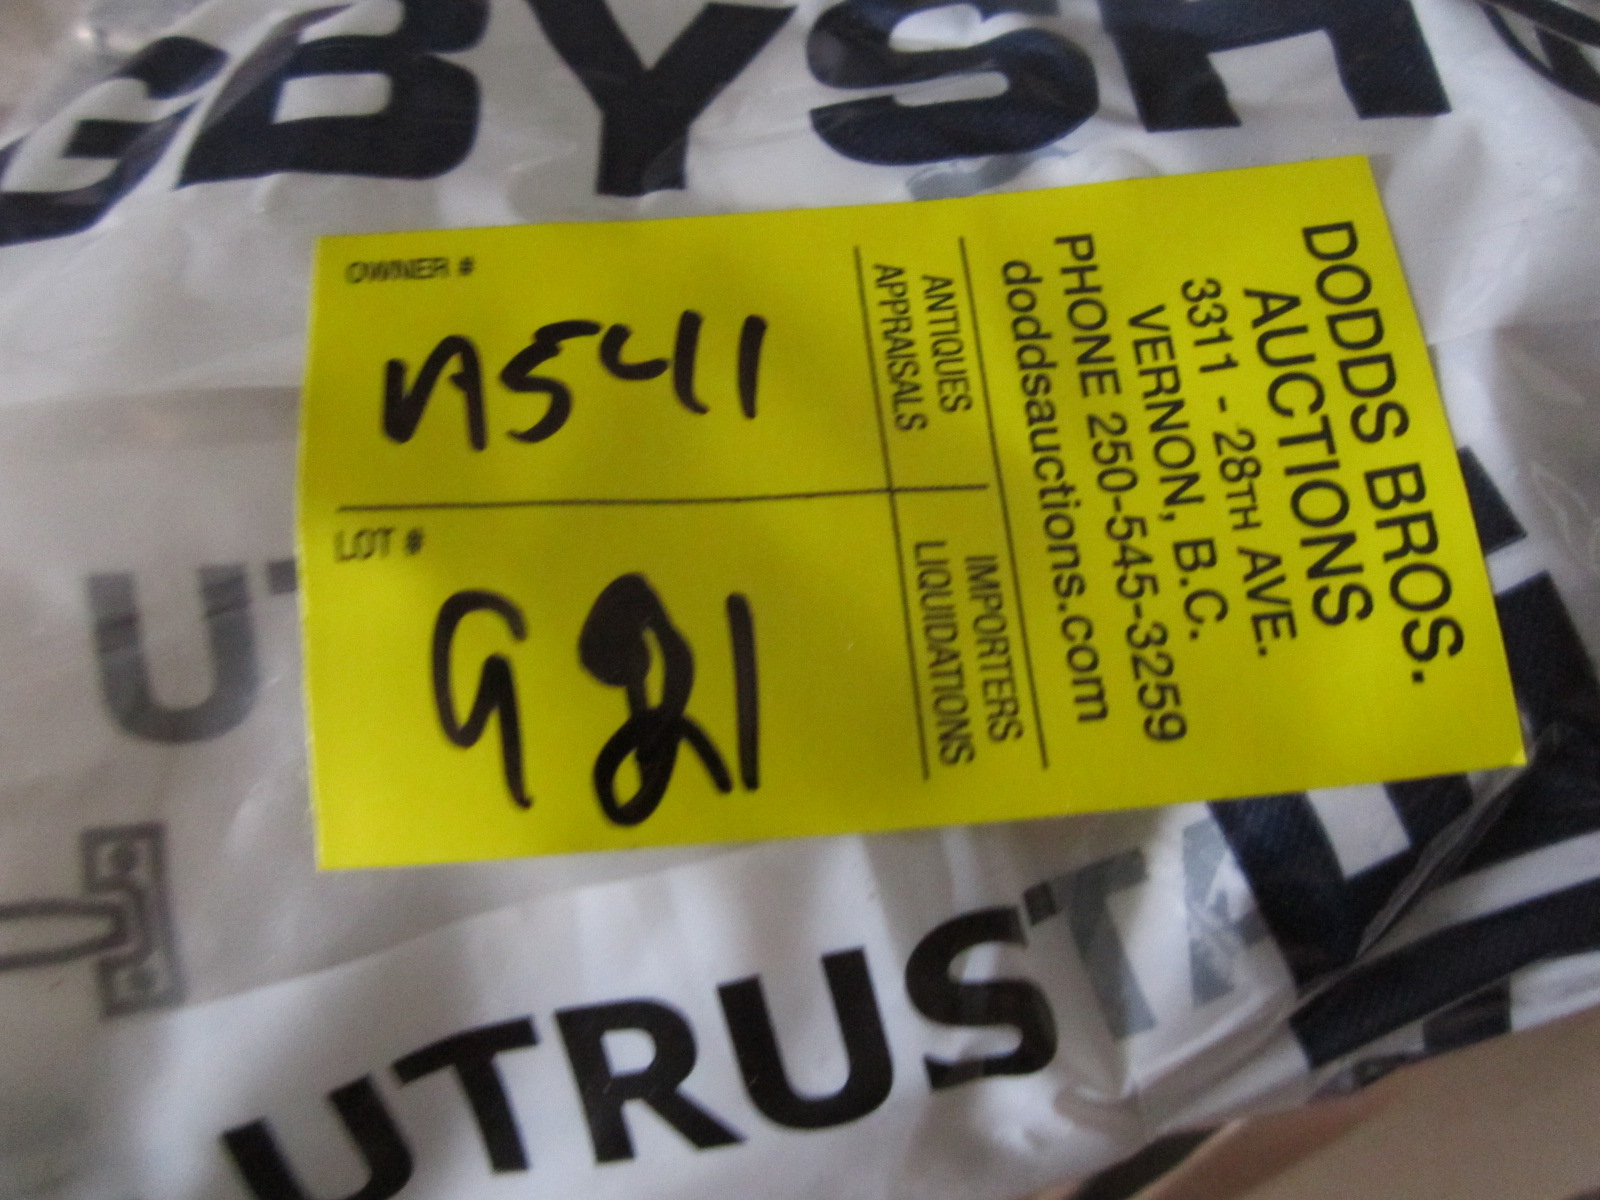 GBYSH
OWNER #
A541
LOT #
921
ANTIQUES
APPRAISALS
IMPORTERS
LIQUIDATIONS
DODDS BROS.
AUCTIONS
3311 - 28TH AVE.
VERNON, B.C.
PHONE 250-545-3259
doddsauctions.com
UT
UTRUST